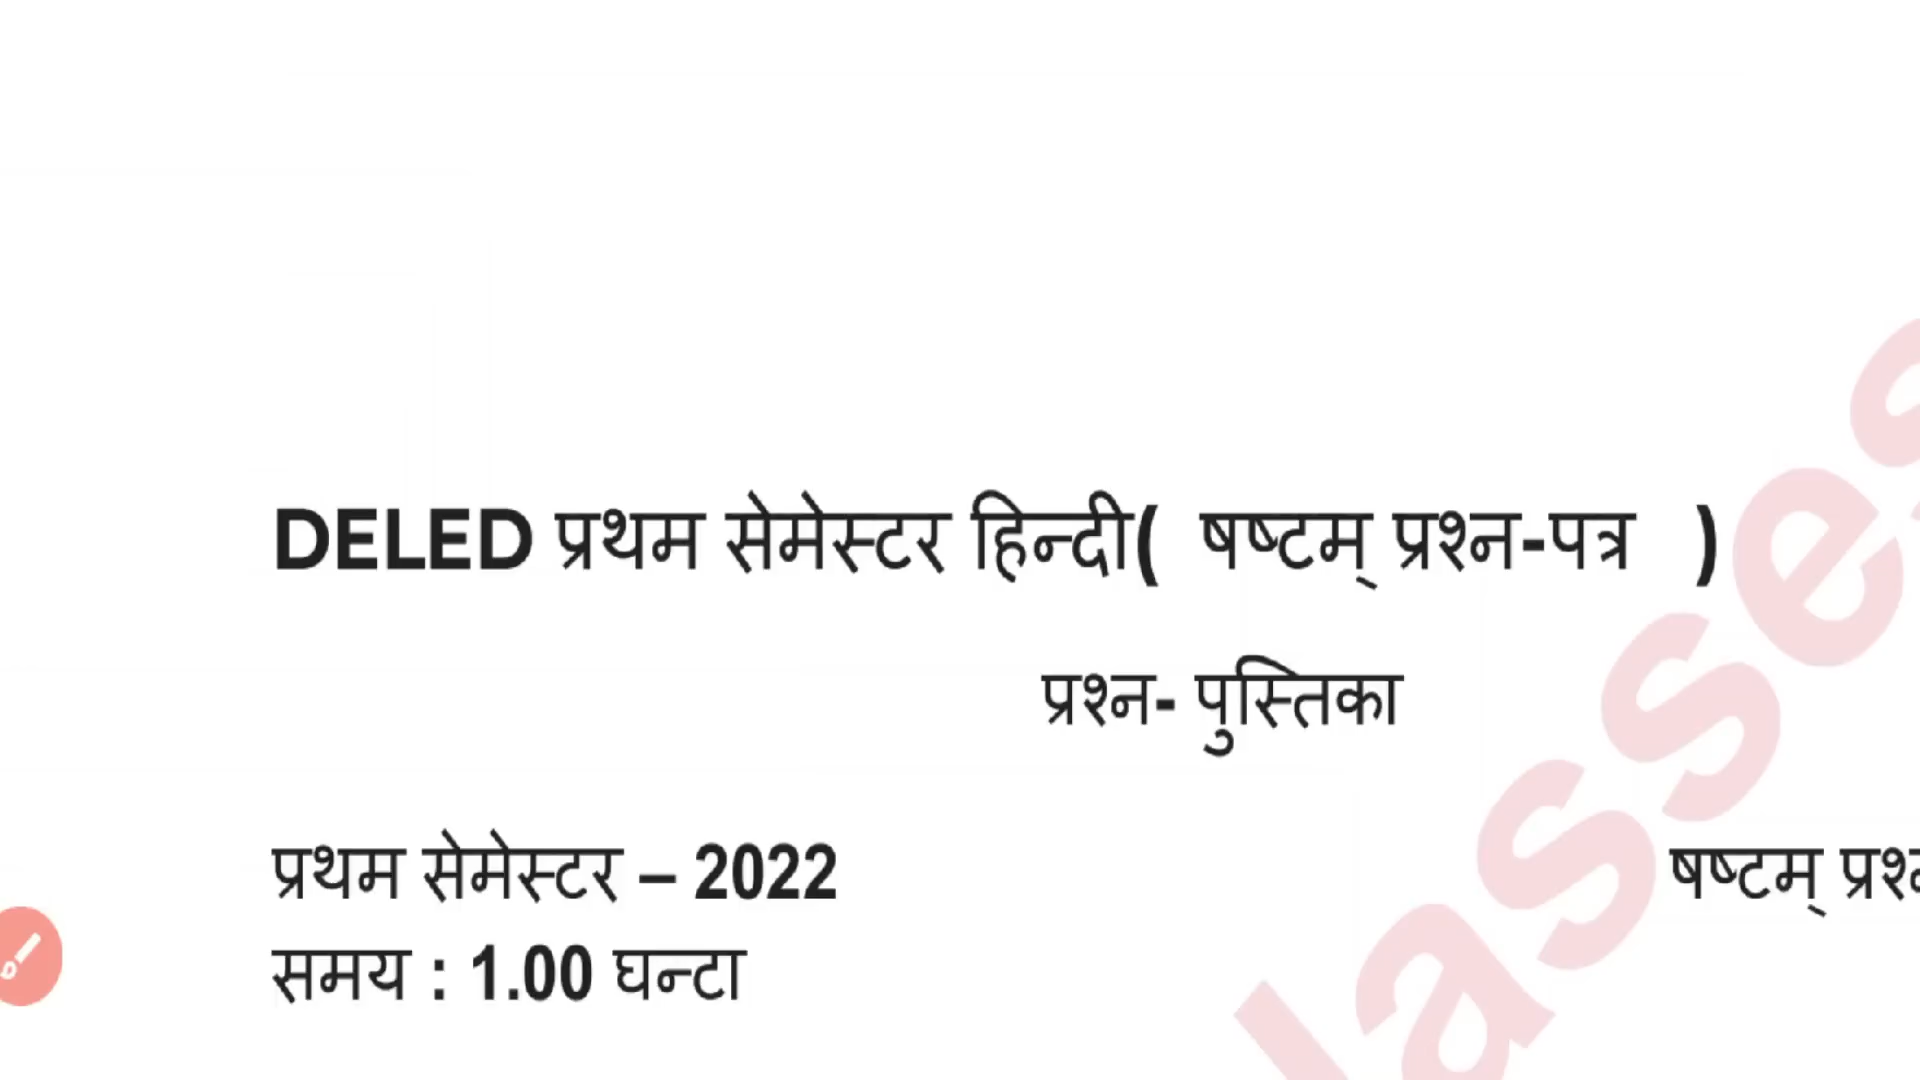 DELED प्रथम सेमेस्टर हिन्दी( षष्टम् प्रश्न-पत्र )
प्रश्न- पुस्तिका
प्रथम सेमेस्टर – 2022 षष्टम्
समय : 1.00 घन्टा